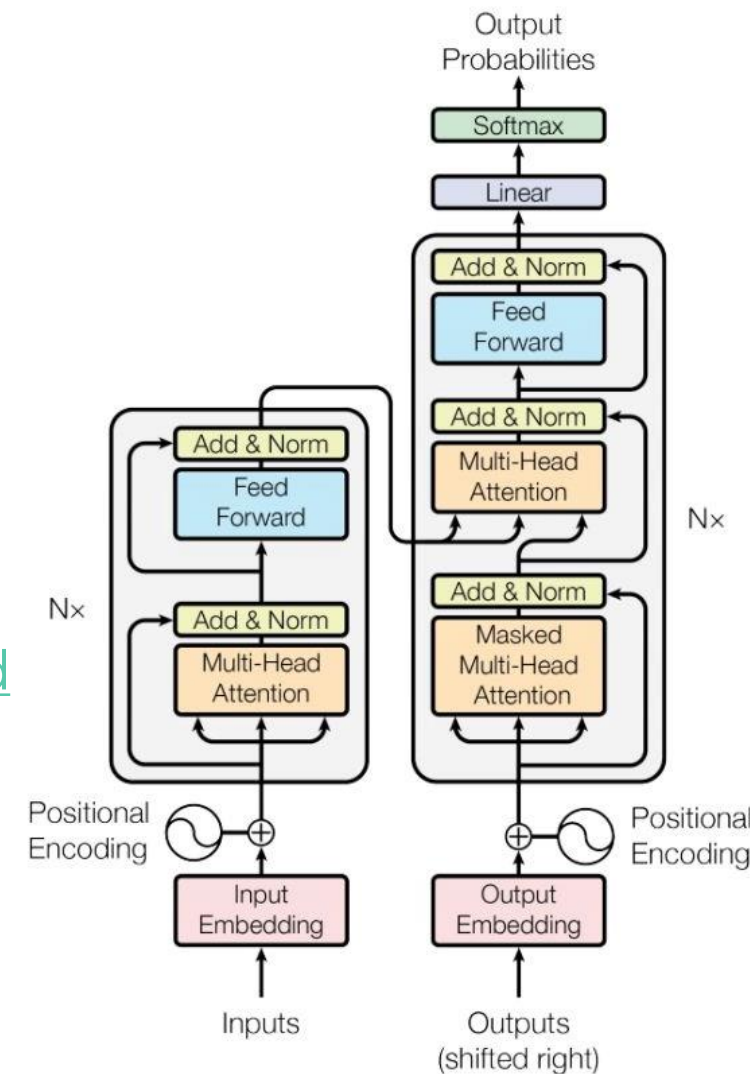 Output
Probabilities
Softmax
Linear
Add & Norm
Feed
Forward
Add & Norm
Multi-Head
Attention
Nx
Add & Norm
Masked
Multi-Head
Attention
Add & Norm
Feed
Forward
Nx
Add & Norm
Multi-Head
Attention
Positional
Encoding
Positional
Encoding
Input
Embedding
Output
Embedding
Inputs
Outputs
(shifted right)